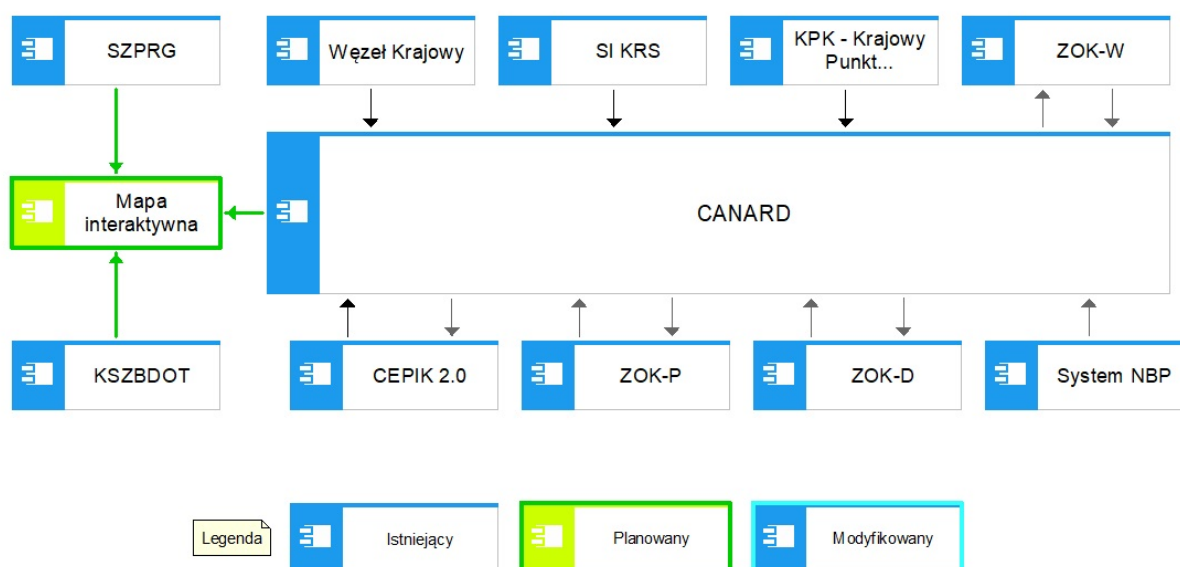 SZPRG
Węzeł Krajowy
SI KRS
KPK - Krajowy
Punkt...
ZOK-W
Mapa
interaktywna
CANARD
KSZBDOT
CEPIK 2.0
ZOK-P
ZOK-D
System NBP
Legenda
Istniejący
Planowany
Modyfikowany